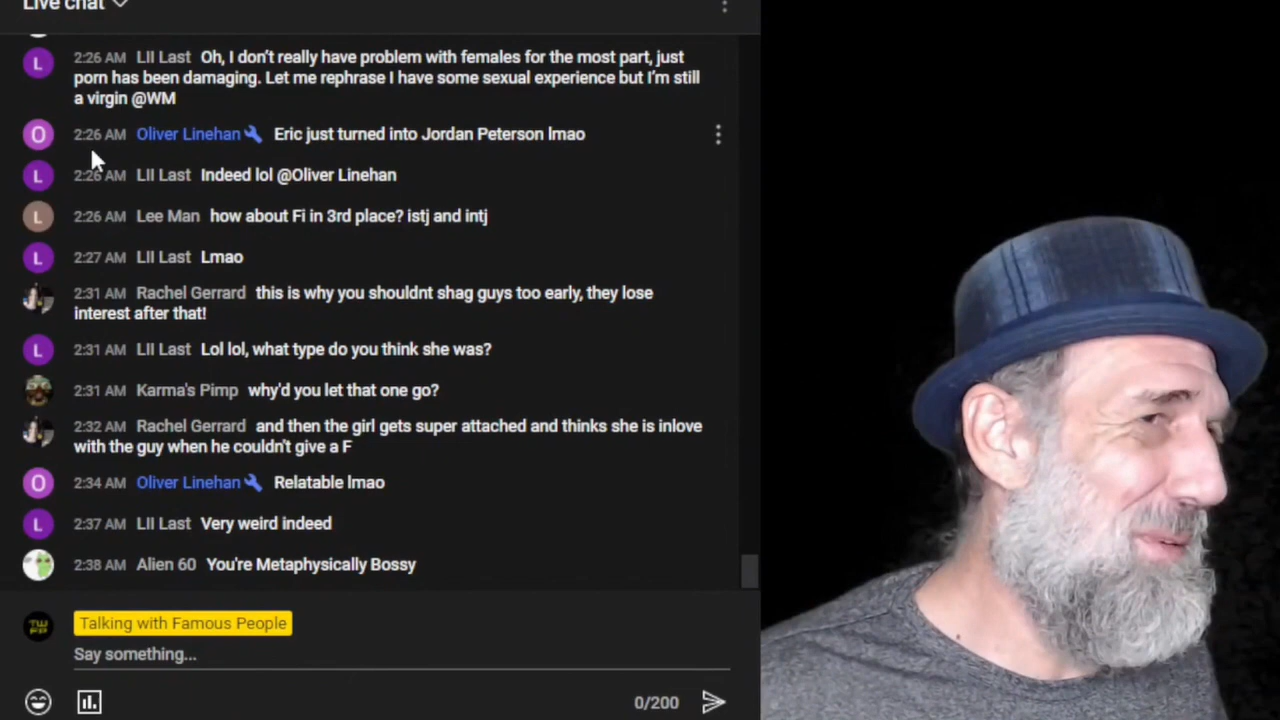 Live chat
2:26 AM Lil Last Oh, I don't really have problem with females for the most part, just
porn has been damaging. Let me rephrase I have some sexual experience but I'm still
a virgin @WM
O 2:26 AM Oliver Linehan Eric just turned into Jordan Peterson lmao
L 2:26 AM Lil Last Indeed lol @Oliver Linehan
L 2:26 AM Lee Man how about Fi in 3rd place? istj and intj
L 2:27 AM Lil Last Lmao
2:31 AM Rachel Gerrard this is why you shouldnt shag guys too early, they lose
interest after that!
L 2:31 AM Lil Last Lol lol, what type do you think she was?
2:31 AM Karma's Pimp why'd you let that one go?
2:32 AM Rachel Gerrard and then the girl gets super attached and thinks she is inlove
with the guy when he couldn't give a F
O 2:34 AM Oliver Linehan Relatable lmao
L 2:37 AM Lil Last Very weird indeed
2:38 AM Alien 60 You're Metaphysically Bossy
TWFP Talking with Famous People
Say something...
0/200